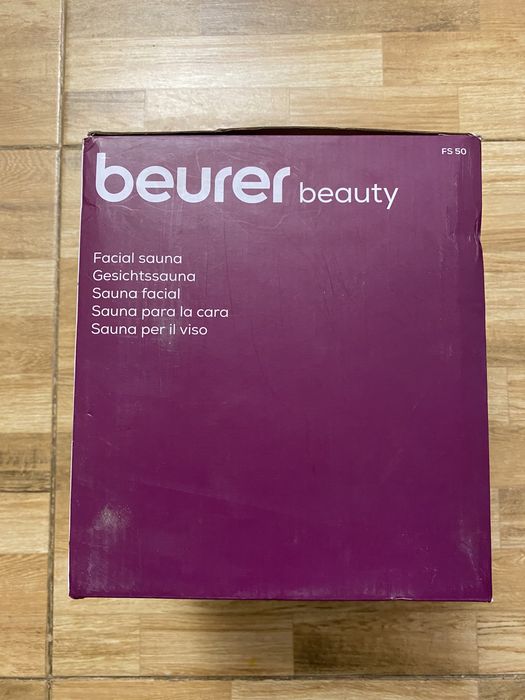 FS 50
beurer beauty
Facial sauna
Gesichtssauna
Sauna facial
Sauna para la cara
Sauna per il viso